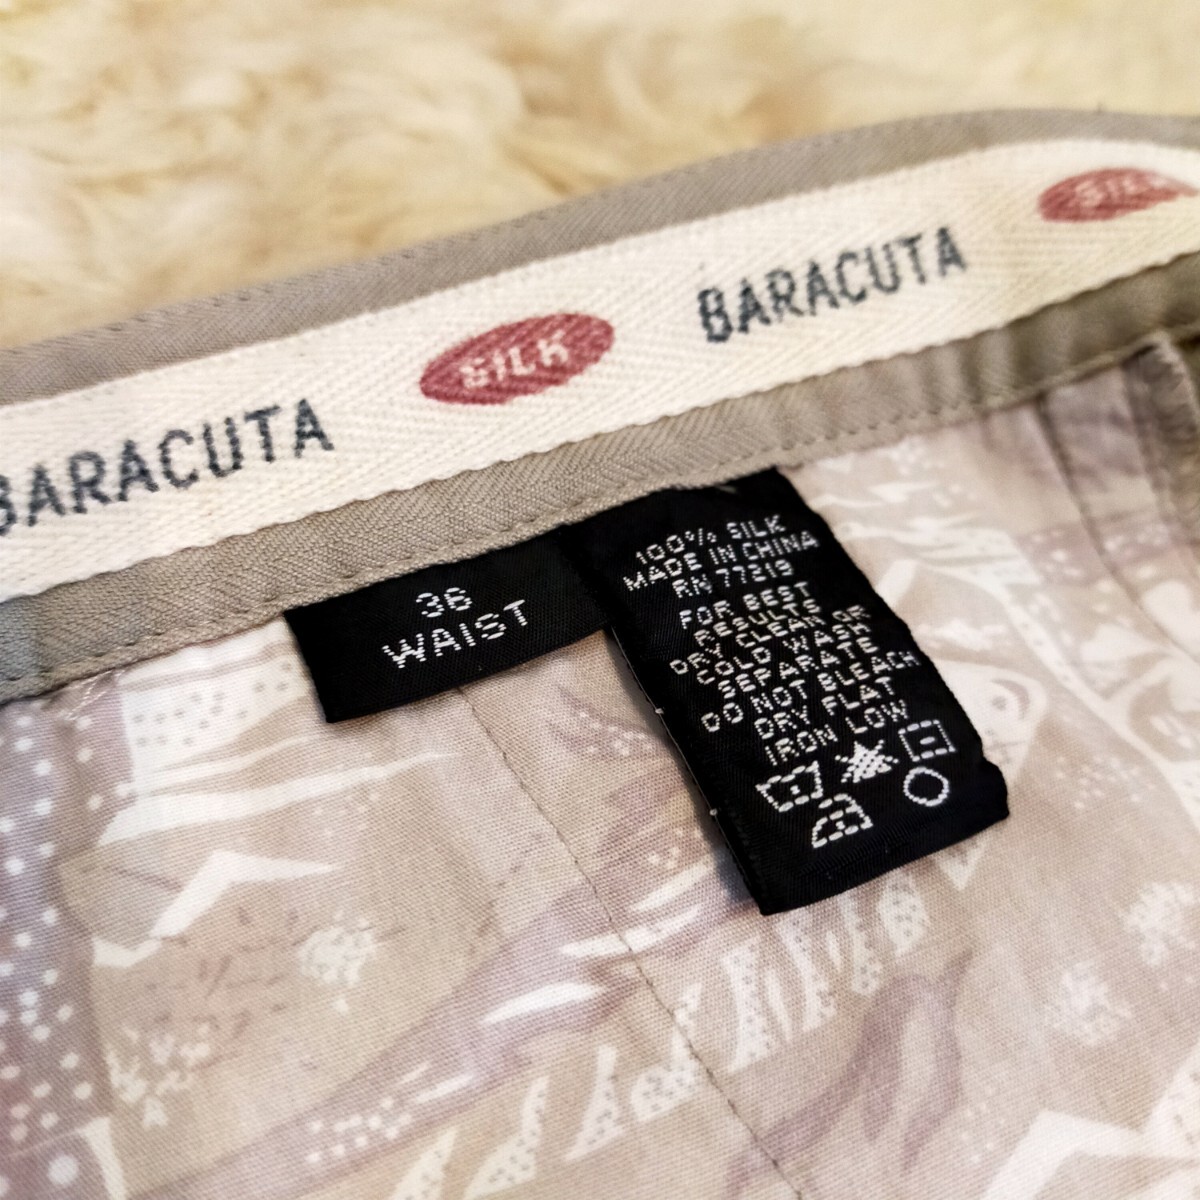 BARACUTA SILK BARACUTA SILK
36
WAIST
100% SILK
MADE IN CHINA
RN 77219
FOR BEST
RESULTS
DRY CLEAN OR
COLD WASH
SEPARATE
DO NOT BLEACH
DRY FLAT
IRON LOW